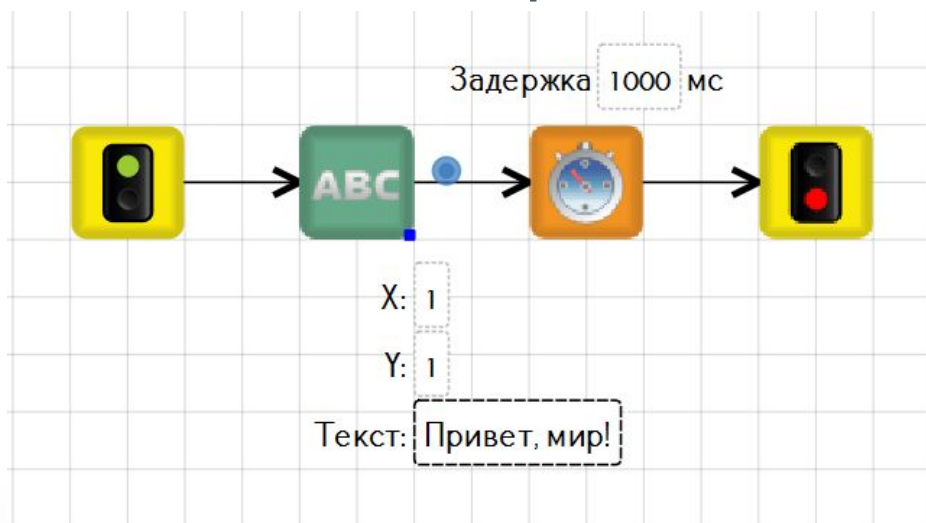 Задержка 1000 мс
ABC
X: 1
Y: 1
Текст: Привет, мир!